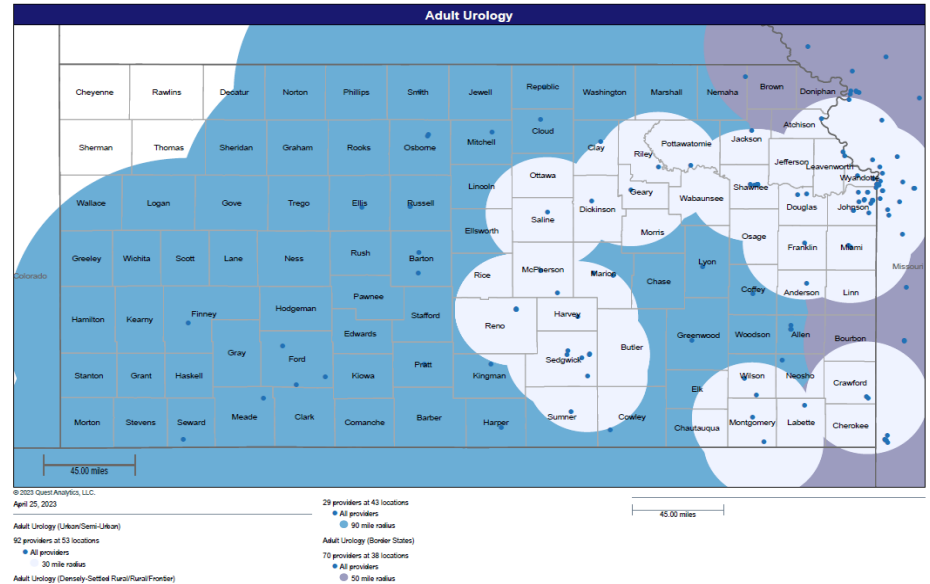 Adult Urology
Cheyenne Rawlins Decatur Norton Phillips Smith Jewell Republic Washington Marshall Nemaha Brown Doniphan
Sherman Thomas Sheridan Graham Rooks Osborne Mitchell Cloud Clay Riley Pottawatomie Jackson Atchison
Jefferson Leavenworth Wyandotte
Wallace Logan Gove Trego Ellis Russell Lincoln Ottawa Saline Dickinson Geary Wabaunsee Shawnee Douglas Johnson
Greeley Wichita Scott Lane Ness Rush Barton Ellsworth Rice McPherson Marion Morris Chase Lyon Osage Franklin Miami
Colorado
Missouri
Hamilton Kearny Finney Hodgeman Pawnee Stafford Reno Harvey Coffey Anderson Linn
Gray Ford Edwards Sedgwick Butler Greenwood Woodson Allen Bourbon
Stanton Grant Haskell Kiowa Pratt Kingman Elk Wilson Neosho Crawford
Morton Stevens Seward Meade Clark Comanche Barber Harper Sumner Cowley Chautauqua Montgomery Labette Cherokee
45.00 miles
© 2023 Quest Analytics, LLC.
April 25, 2023
Adult Urology (Urban/Semi-Urban)
92 providers at 53 locations
All providers
30 mile radius
Adult Urology (Densely-Settled Rural/Rural/Frontier)
29 providers at 43 locations
All providers
90 mile radius
Adult Urology (Border States)
70 providers at 38 locations
All providers
50 mile radius
45.00 miles